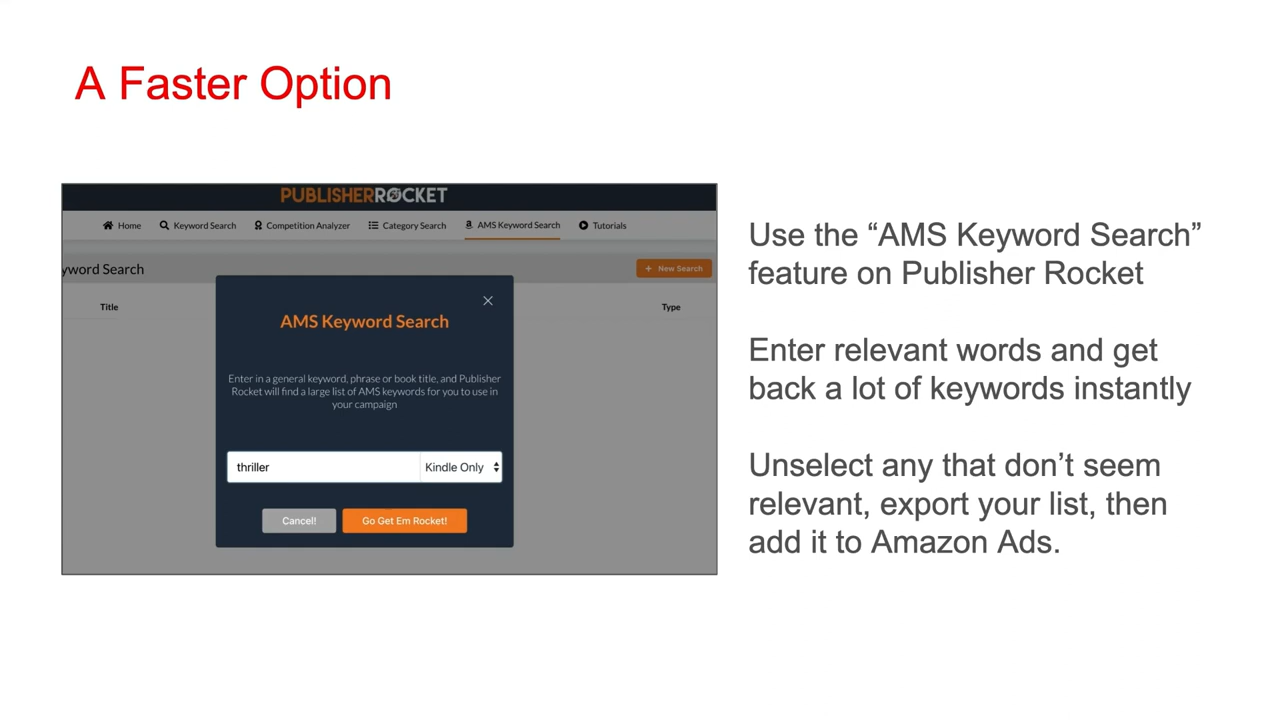 A Faster Option
PUBLISHERROCKET
Home
Keyword Search
Competition Analyzer
Category Search
AMS Keyword Search
Tutorials
yword Search
+ New Search
Title
Type
AMS Keyword Search
Enter in a general keyword, phrase or book title, and Publisher
Rocket will find a large list of AMS keywords for you to use in
your campaign
thriller
Kindle Only
Cancel!
Go Get Em Rocket!
Use the “AMS Keyword Search”
feature on Publisher Rocket
Enter relevant words and get
back a lot of keywords instantly
Unselect any that don’t seem
relevant, export your list, then
add it to Amazon Ads.